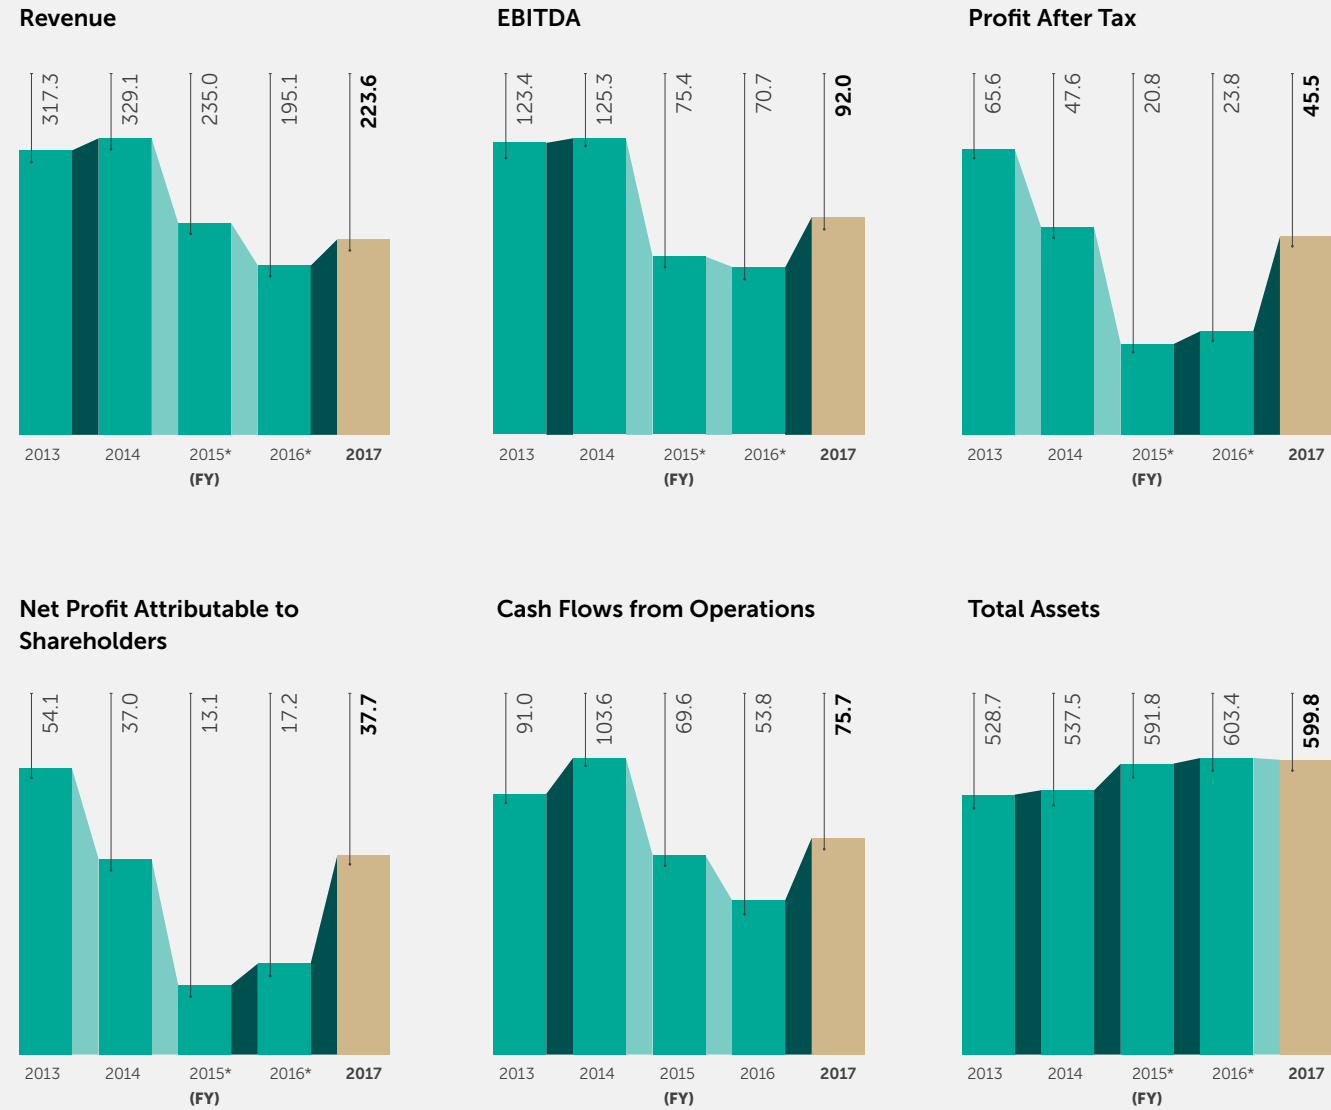 Revenue
317.3
329.1
235.0
195.1
223.6
2013 2014 2015* 2016* 2017
(FY)
EBITDA
123.4
125.3
75.4
70.7
92.0
2013 2014 2015* 2016* 2017
(FY)
Profit After Tax
65.6
47.6
20.8
23.8
45.5
2013 2014 2015* 2016* 2017
(FY)
Net Profit Attributable to
Shareholders
54.1
37.0
13.1
17.2
37.7
2013 2014 2015* 2016* 2017
(FY)
Cash Flows from Operations
91.0
103.6
69.6
53.8
75.7
2013 2014 2015 2016 2017
(FY)
Total Assets
528.7
537.5
591.8
603.4
599.8
2013 2014 2015* 2016* 2017
(FY)